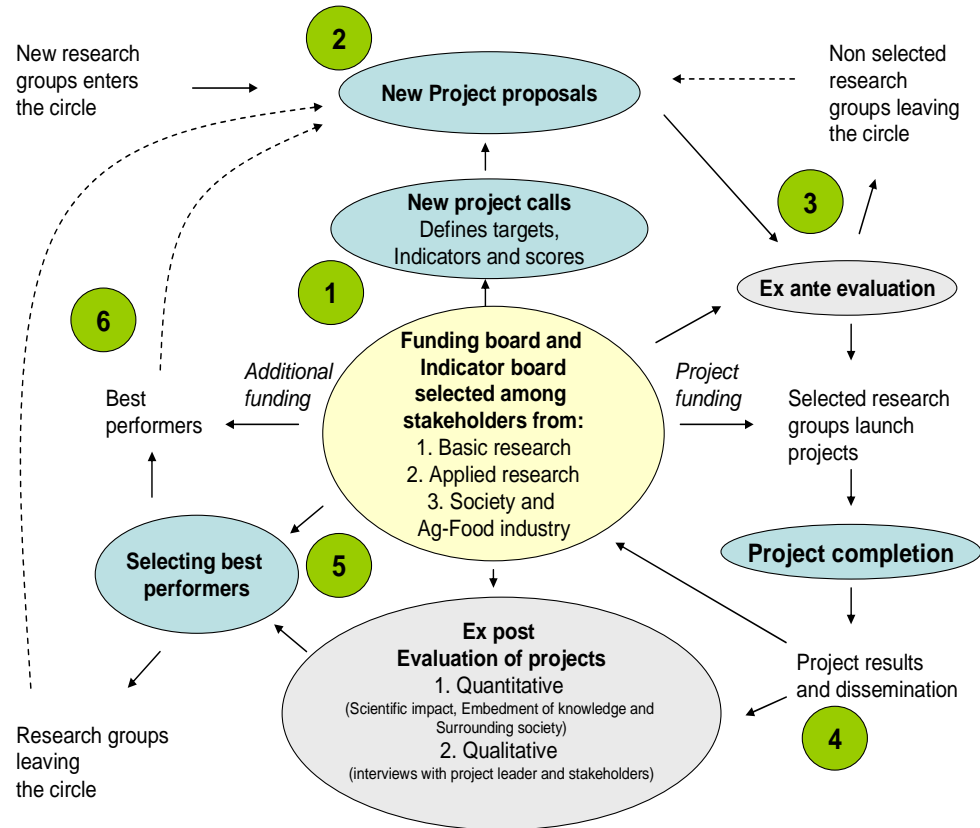 2
New research
groups enters
the circle
New Project proposals
Non selected
research
groups leaving
the circle
New project calls
Defines targets,
Indicators and scores
3
1
Ex ante evaluation
6
Funding board and
Indicator board
selected among
stakeholders from:
1. Basic research
2. Applied research
3. Society and
Ag-Food industry
Additional
funding
Project
funding
Best
performers
Selected research
groups launch
projects
Selecting best
performers
5
Project completion
Ex post
Evaluation of projects
1. Quantitative
(Scientific impact, Embedment of knowledge and
Surrounding society)
2. Qualitative
(interviews with project leader and stakeholders)
Project results
and dissemination
4
Research groups
leaving
the circle